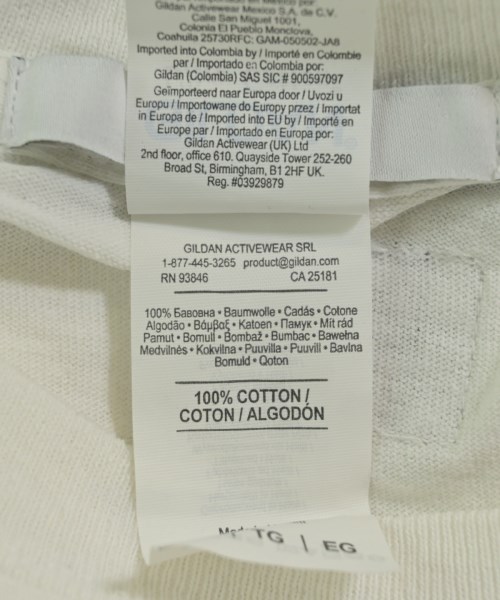 Gildan Activewear Mexico S.A. de C.V.
Calle San Miguel 1001,
Colonia El Pueblo Monclova,
Coahuila 25730RFC: GAM-050502-JA8
Imported into Colombia by / Importé en Colombie
par / Importado en Colombia por:
Gildan (Colombia) SAS SIC # 900597097
Geïmporteerd naar Europa door / Uvozi u
Europu / Importowane do Europy przez / Importat
in Europa de / Imported into EU by / Importé en
Europe par / Importado en Europa por:
Gildan Activewear (UK) Ltd
2nd floor, office 610. Quayside Tower 252-260
Broad St, Birmingham, B1 2HF UK.
Reg. #03929879
GILDAN ACTIVEWEAR SRL
1-877-445-3265 product@gildan.com
RN 93846 CA 25181
100% Бавовна • Baumwolle • Cadás • Cotone
Algodão • Βάμβαξ • Katoen • Памук • Mit rád
Pamut • Bomull • Bombaž • Bumbac • Bawełna
Medvilnės • Kokvilna • Puuvilla • Puuvill • Bavlna
Bomuld • Qoton
100% COTTON /
COTON / ALGODÓN
TG | EG